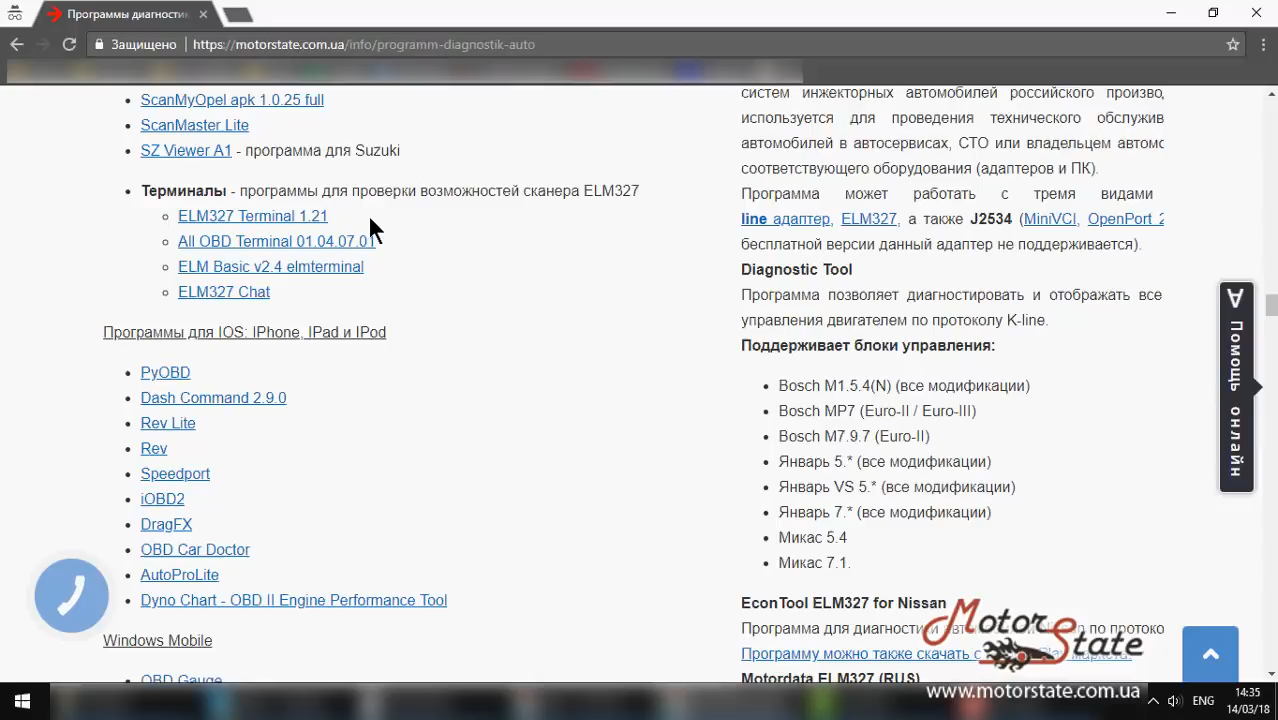 Программы диагностик
Защищено
https://motorstate.com.ua/info/programm-diagnostik-auto
ScanMyOpel apk 1.0.25 full
ScanMaster Lite
SZ Viewer A1 - программа для Suzuki
Терминалы - программы для проверки возможностей сканера ELM327
ELM327 Terminal 1.21
All OBD Terminal 01.04.07.01
ELM Basic v2.4 elmterminal
ELM327 Chat
Программы для IOS: IPhone, IPad и IPod
PyOBD
Dash Command 2.9.0
Rev Lite
Rev
Speedport
iOBD2
DragFX
OBD Car Doctor
AutoProLite
Dyno Chart - OBD II Engine Performance Tool
Windows Mobile
OBD Gauge
систем инжекторных автомобилей российского произво,
используется для проведения технического обслужив
автомобилей в автосервисах, СТО или владельцем автомо
соответствующего оборудования (адаптеров и ПК).
Программа может работать с тремя видами
line адаптер, ELM327, а также J2534 (MiniVCI, OpenPort 2
бесплатной версии данный адаптер не поддерживается).
Diagnostic Tool
Программа позволяет диагностировать и отображать все
управления двигателем по протоколу K-line.
Поддерживает блоки управления:
Bosch M1.5.4(N) (все модификации)
Bosch MP7 (Euro-II / Euro-III)
Bosch M7.9.7 (Euro-II)
Январь 5.* (все модификации)
Январь VS 5.* (все модификации)
Январь 7.* (все модификации)
Микас 5.4
Микас 7.1.
EconTool ELM327 for Nissan
Программа для диагностики по протоко
Программу можно также скачать с
Motordata ELM327 (RUS)
Помощь онлайн
MotorState
www.motorstate.com.ua
ENG
14:35
14/03/18